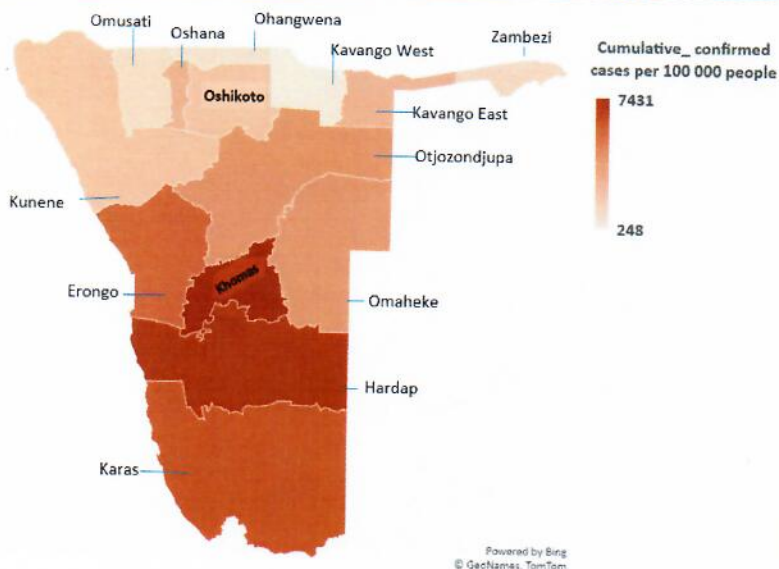 Omusati
Oshana
Ohangwena
Kavango West
Zambezi
Cumulative_ confirmed
cases per 100 000 people
7431
248
Oshikoto
Kavango East
Otjozondjupa
Kunene
Khomas
Erongo
Omaheke
Hardap
Karas
Powered by Bing
© GeoNames, TomTom